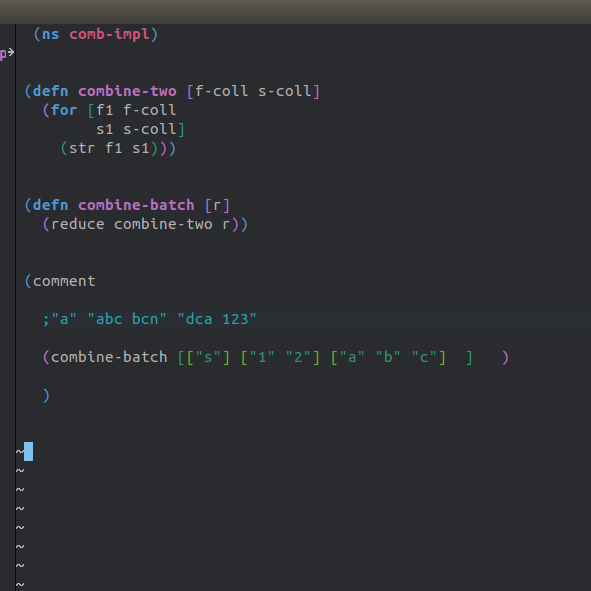 (ns comb-impl)
p→
(defn combine-two [f-coll s-coll]
(for [f1 f-coll
s1 s-coll]
(str f1 s1)))
(defn combine-batch [r]
(reduce combine-two r))
(comment
;"a" "abc bcn" "dca 123"
(combine-batch [["s"] ["1" "2"] ["a" "b" "c"]  ]   )
)
~
~
~
~
~
~
~
~